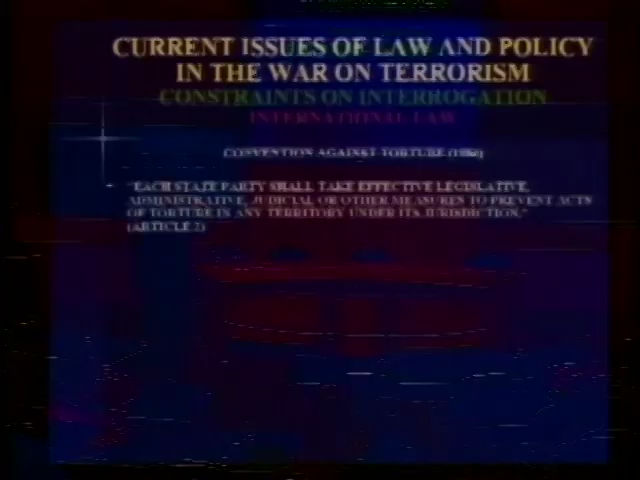 CURRENT ISSUES OF LAW AND POLICY
IN THE WAR ON TERRORISM
CONSTRAINTS ON INTERROGATION
INTERNATIONAL LAW
CONVENTION AGAINST TORTURE (1984)
"EACH STATE PARTY SHALL TAKE EFFECTIVE LEGISLATIVE,
ADMINISTRATIVE, JUDICIAL OR OTHER MEASURES TO PREVENT ACTS
OF TORTURE IN ANY TERRITORY UNDER ITS JURISDICTION."
(ARTICLE 2)